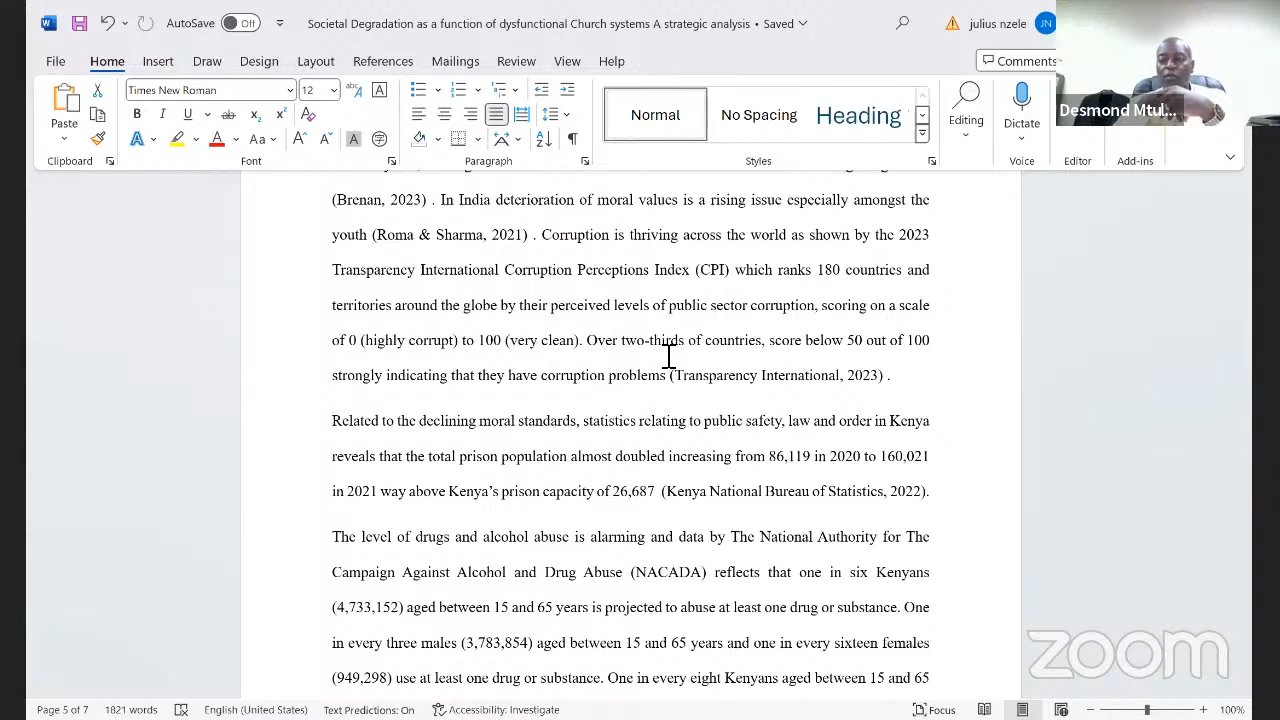 AutoSave Off
Societal Degradation as a function of dysfunctional Church systems A strategic analysis • Saved
julius nzele JN
File Home Insert Draw Design Layout References Mailings Review View Help
Comments
Desmond Mtul...
Paste
Times New Roman 12
Normal No Spacing Heading
Editing Dictate
Clipboard Font Paragraph Styles Voice Editor Add-ins
(Brenan, 2023) . In India deterioration of moral values is a rising issue especially amongst the
youth (Roma & Sharma, 2021) . Corruption is thriving across the world as shown by the 2023
Transparency International Corruption Perceptions Index (CPI) which ranks 180 countries and
territories around the globe by their perceived levels of public sector corruption, scoring on a scale
of 0 (highly corrupt) to 100 (very clean). Over two-thirds of countries, score below 50 out of 100
strongly indicating that they have corruption problems (Transparency International, 2023) .
Related to the declining moral standards, statistics relating to public safety, law and order in Kenya
reveals that the total prison population almost doubled increasing from 86,119 in 2020 to 160,021
in 2021 way above Kenya's prison capacity of 26,687 (Kenya National Bureau of Statistics, 2022).
The level of drugs and alcohol abuse is alarming and data by The National Authority for The
Campaign Against Alcohol and Drug Abuse (NACADA) reflects that one in six Kenyans
(4,733,152) aged between 15 and 65 years is projected to abuse at least one drug or substance. One
in every three males (3,783,854) aged between 15 and 65 years and one in every sixteen females
(949,298) use at least one drug or substance. One in every eight Kenyans aged between 15 and 65
zoom
Page 5 of 7 1821 words English (United States) Text Predictions: On Accessibility: Investigate Focus 100%